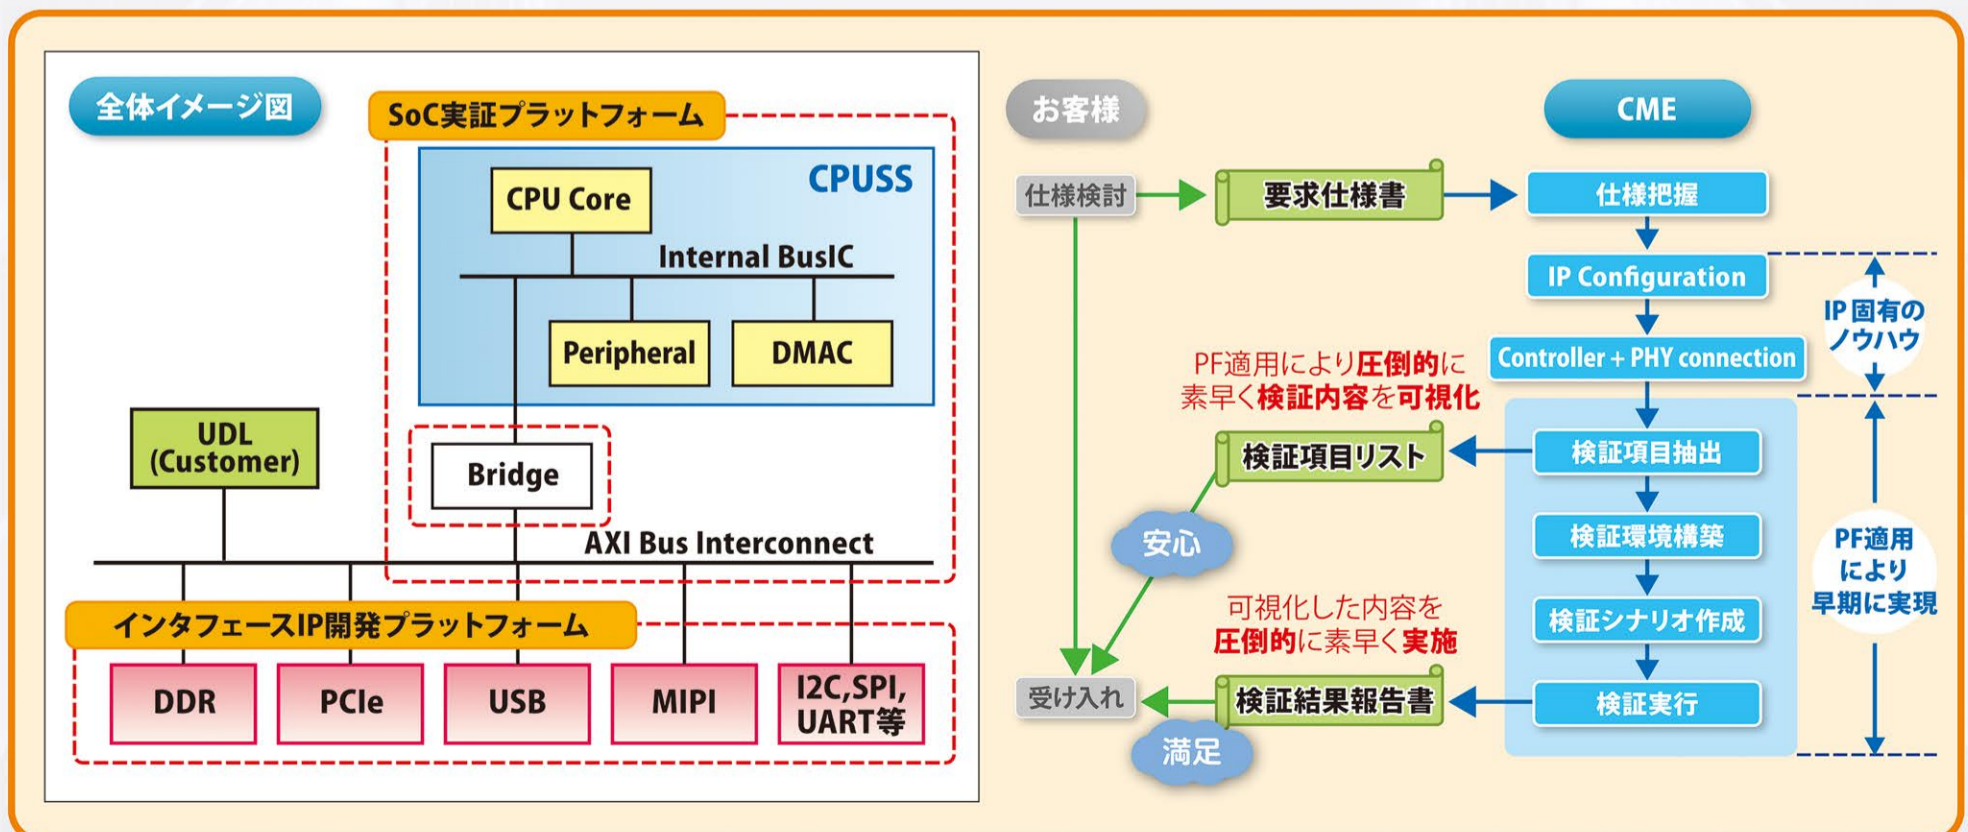 全体イメージ図
SoC実証プラットフォーム
CPUSS
CPU Core
Internal BusIC
Peripheral
DMAC
UDL
(Customer)
Bridge
AXI Bus Interconnect
インタフェースIP開発プラットフォーム
DDR
PCIe
USB
MIPI
I2C,SPI,
UART等
お客様
CME
仕様検討
要求仕様書
仕様把握
IP Configuration
IP固有の
ノウハウ
Controller + PHY connection
PF適用により圧倒的に
素早く検証内容を可視化
検証項目リスト
検証項目抽出
安心
検証環境構築
PF適用
により
早期に実現
可視化した内容を
圧倒的に素早く実施
検証シナリオ作成
受け入れ
検証結果報告書
検証実行
満足